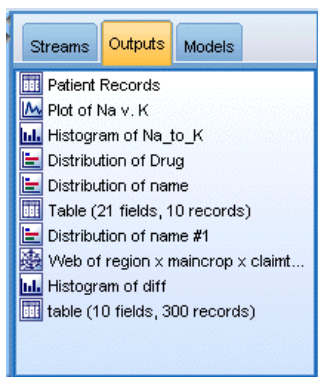 Streams Outputs Models
Patient Records
Plot of Na v. K
Histogram of Na_to_K
Distribution of Drug
Distribution of name
Table (21 fields, 10 records)
Distribution of name #1
Web of region x maincrop x claimt...
Histogram of diff
table (10 fields, 300 records)